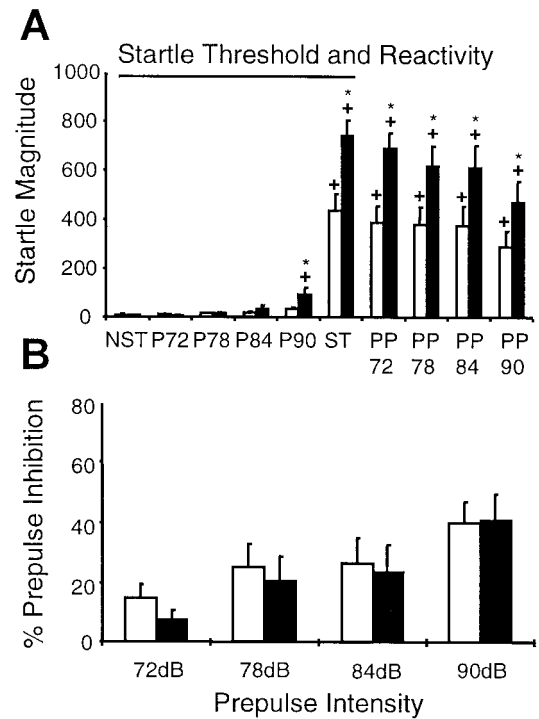 A
Startle Threshold and Reactivity
Startle Magnitude
1000
800
600
400
200
0
* + + * + + * + + * + + * + + * + +
NST P72 P78 P84 P90 ST PP PP PP PP
72 78 84 90
B
% Prepulse Inhibition
80
60
40
20
0
72dB 78dB 84dB 90dB
Prepulse Intensity